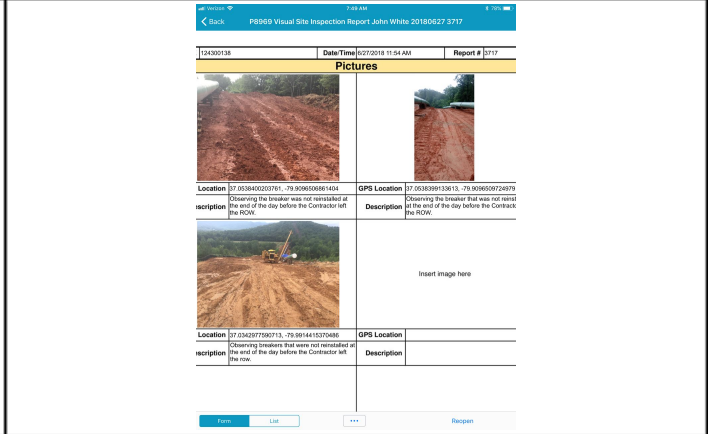 Verizon 7:49 AM 78%
Back P8969 Visual Site Inspection Report John White 20180627 3717
124300138 Date/Time 6/27/2018 11:54 AM Report # 3717
Pictures
Location 37.0538400203761, -79.9096506861404 GPS Location 37.0538399133613, -79.9096509724979
escription Observing the breaker was not reinstalled at
the end of the day before the Contractor left
the ROW.
Description Observing the breaker that was not reinst
at the end of the day before the Contracto
the ROW.
Insert image here
Location 37.0342977590713, -79.9914415370486 GPS Location
escription Observing breakers that were not reinstalled at
the end of the day before the Contractor left
the row.
Description
Form List ••• Reopen